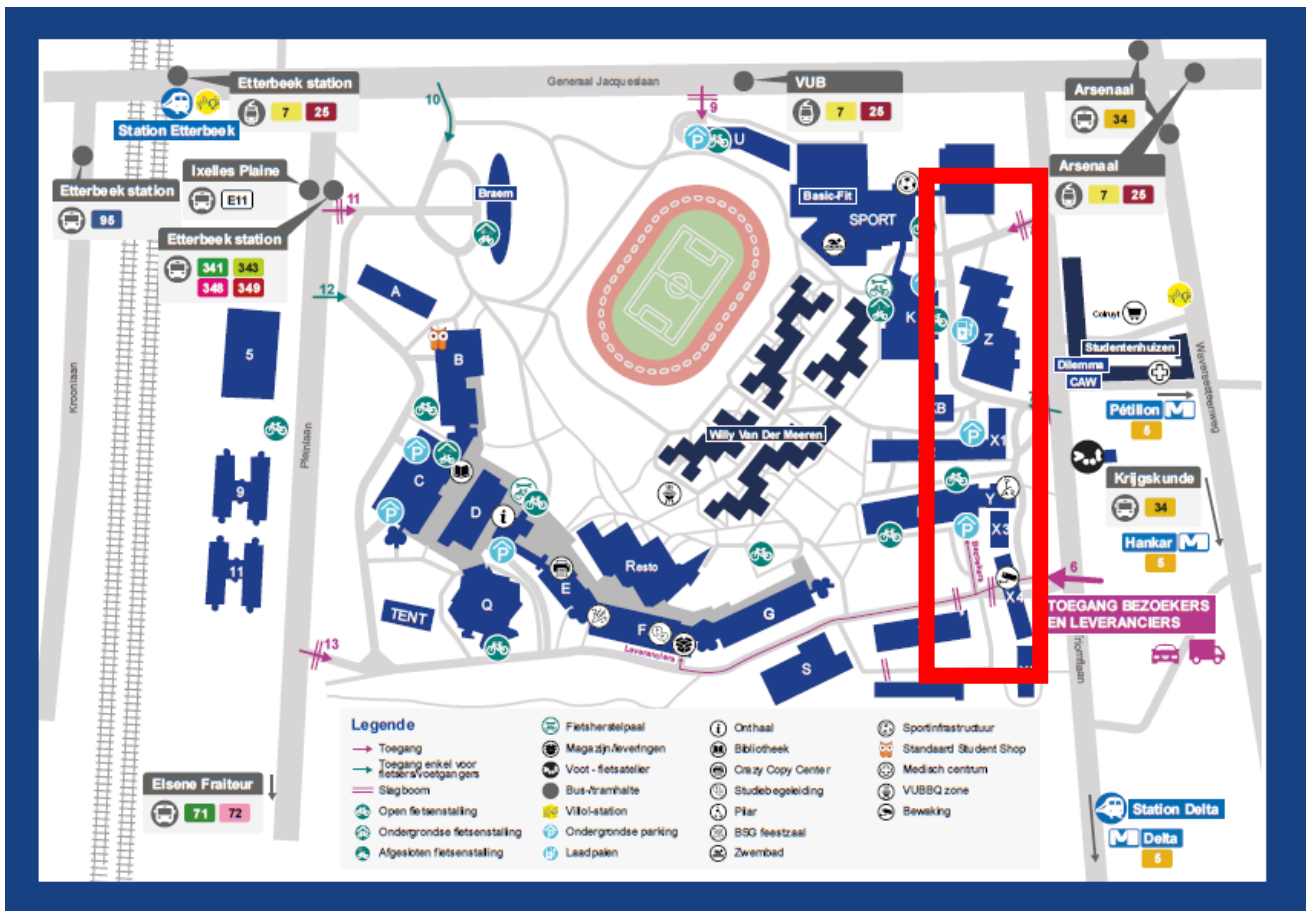 Generaal Jacqueslaan
Etterbeek station
7 25
Station Etterbeek
10
9
VUB
7 25
Arsenaal
34
Arsenaal
7 25
Etterbeek station
95
Ixelles Plaine
E11
11
Etterbeek station
341 343
348 349
12
Braem
U
Basic-Fit
SPORT
A
B
5
K
Z
Colruyt
Studentenhuizen
Dilemma
CAW
Kroonlaan
Pleinlaan
Waversesteenweg
Pétillon M
5
Willy Van Der Meeren
X1
C
D
9
Y
X3
Krijgskunde
34
Hankar M
5
11
Resto
E
Q
TENT
F
G
Bezoekers
X4
6
TOEGANG BEZOEKERS
EN LEVERANCIERS
Leveranciers
S
13
Triomflaan
Legende
Toegang
Toegang enkel voor
fietsers/voetgangers
Slagboom
Open fietsenstalling
Ondergrondse fietsenstalling
Afgesloten fietsenstalling
Fietsherstelpaal
Magazijn/leveringen
Voot - fietsatelier
Bus-/tramhalte
Villo!-station
Ondergrondse parking
Laadpalen
Onthaal
Bibliotheek
Crazy Copy Center
Studiebegeleiding
Pilar
BSG feestzaal
Zwembad
Sportinfrastructuur
Standaard Student Shop
Medisch centrum
VUBBQ zone
Bewaking
Elsene Fraiteur
71 72
Station Delta
M Delta
5